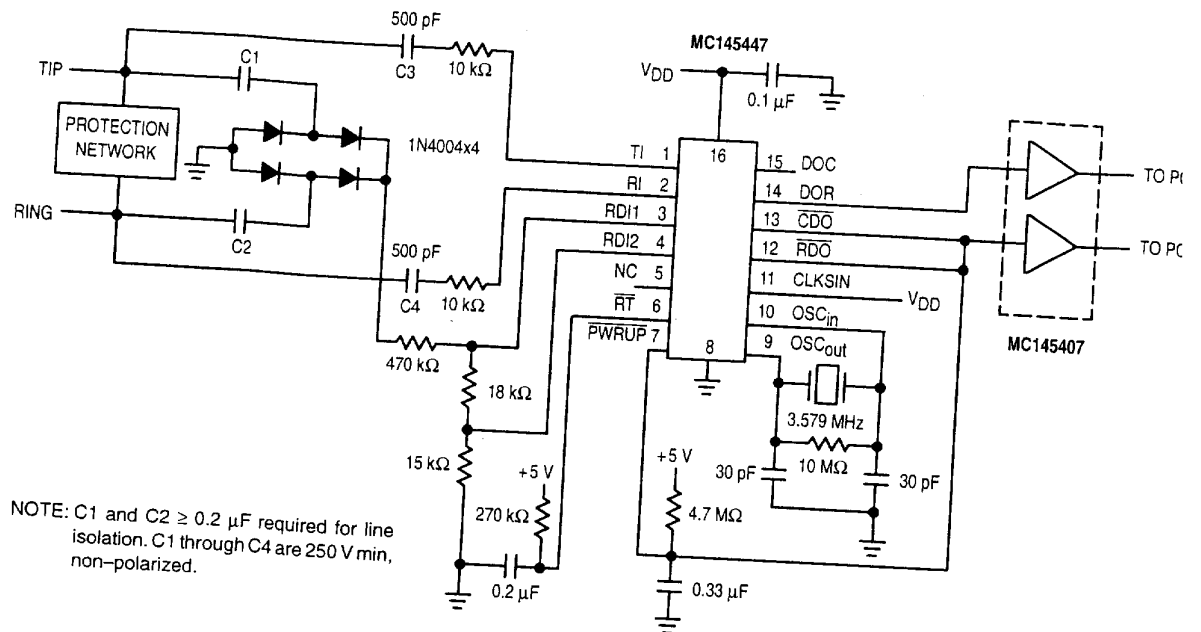 500 pF
C3
10 kΩ
MC145447
C1
TIP
VDD
0.1 µF
PROTECTION
NETWORK
1N4004x4
TI 1
16
15 DOC
TO P
RI 2
14 DOR
RDI1 3
13 CDO
RING
C2
RDI2 4
12 RDO
TO P
500 pF
NC 5
11 CLKSIN
VDD
C4
10 kΩ
RT 6
10 OSCin
PWRUP 7
8
9 OSCout
MC145407
470 kΩ
18 kΩ
3.579 MHz
10 MΩ
15 kΩ
+5 V
+5 V
30 pF
30 pF
270 kΩ
4.7 MΩ
NOTE: C1 and C2 ≥ 0.2 µF required for line
isolation. C1 through C4 are 250 V min,
non–polarized.
0.2 µF
0.33 µF